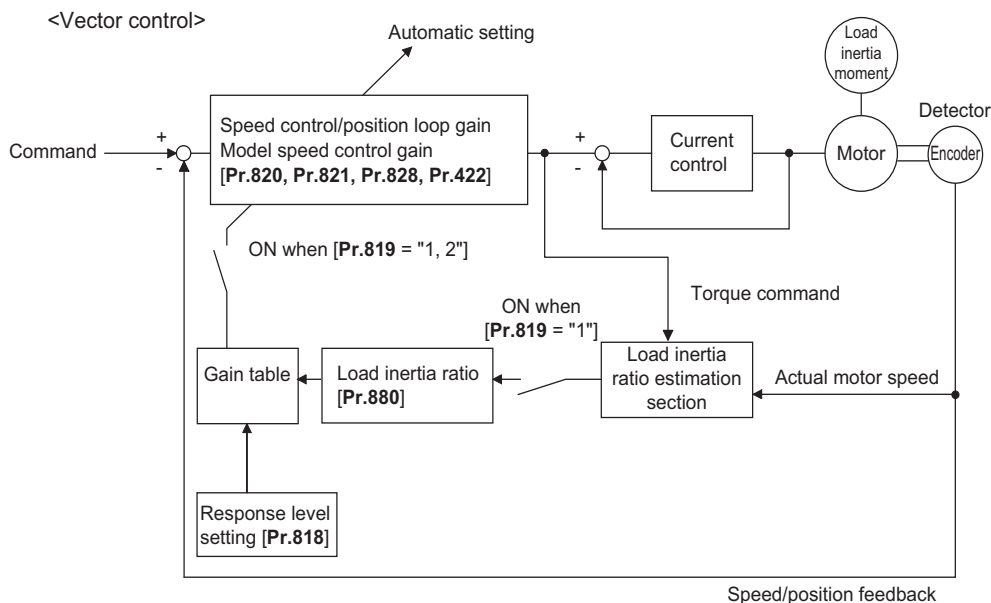 <Vector control>
Automatic setting
Load
inertia
moment
Detector
Command
+
-
Speed control/position loop gain
Model speed control gain
[Pr.820, Pr.821, Pr.828, Pr.422]
+
-
Current
control
Motor
Encoder
ON when [Pr.819 = "1, 2"]
Torque command
ON when
[Pr.819 = "1"]
Gain table
Load inertia ratio
[Pr.880]
Load inertia
ratio estimation
section
Actual motor speed
Response level
setting [Pr.818]
Speed/position feedback